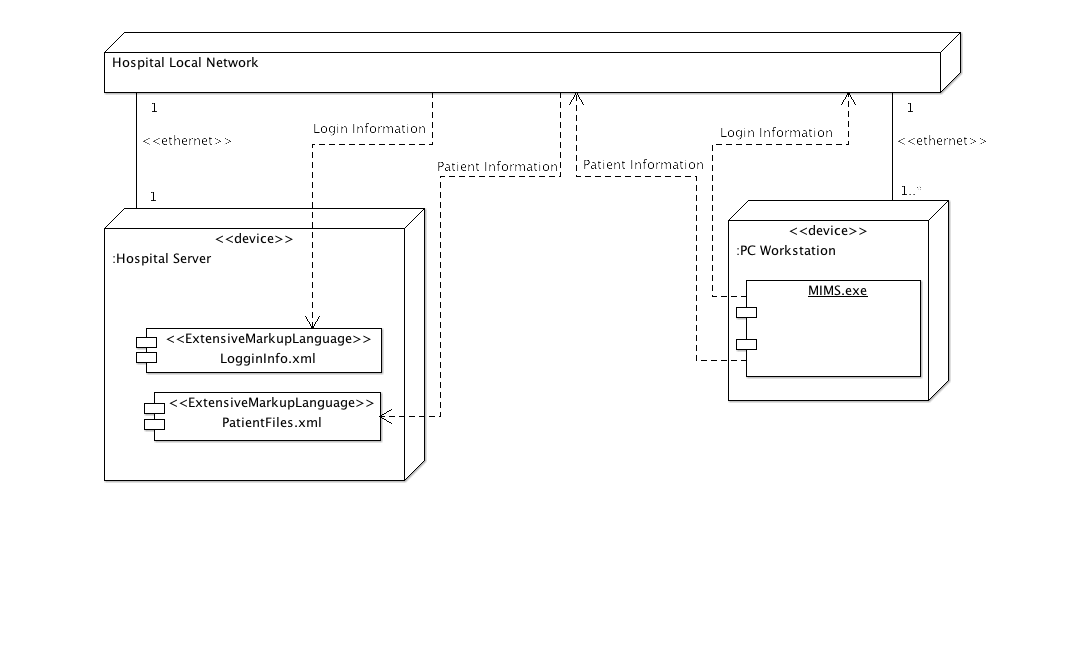 Hospital Local Network
1
1
<<ethernet>>
<<ethernet>>
Login Information
Login Information
Patient Information
Patient Information
1
1..*
<<device>>
:Hospital Server
<<device>>
:PC Workstation
MIMS.exe
<<ExtensiveMarkupLanguage>>
LogginInfo.xml
<<ExtensiveMarkupLanguage>>
PatientFiles.xml